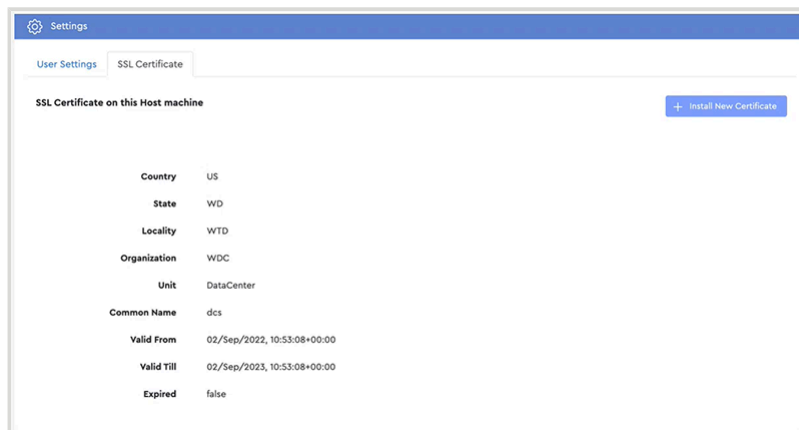 Settings
User Settings SSL Certificate
SSL Certificate on this Host machine
+ Install New Certificate
Country US
State WD
Locality WTD
Organization WDC
Unit DataCenter
Common Name dcs
Valid From 02/Sep/2022, 10:53:08+00:00
Valid Till 02/Sep/2023, 10:53:08+00:00
Expired false